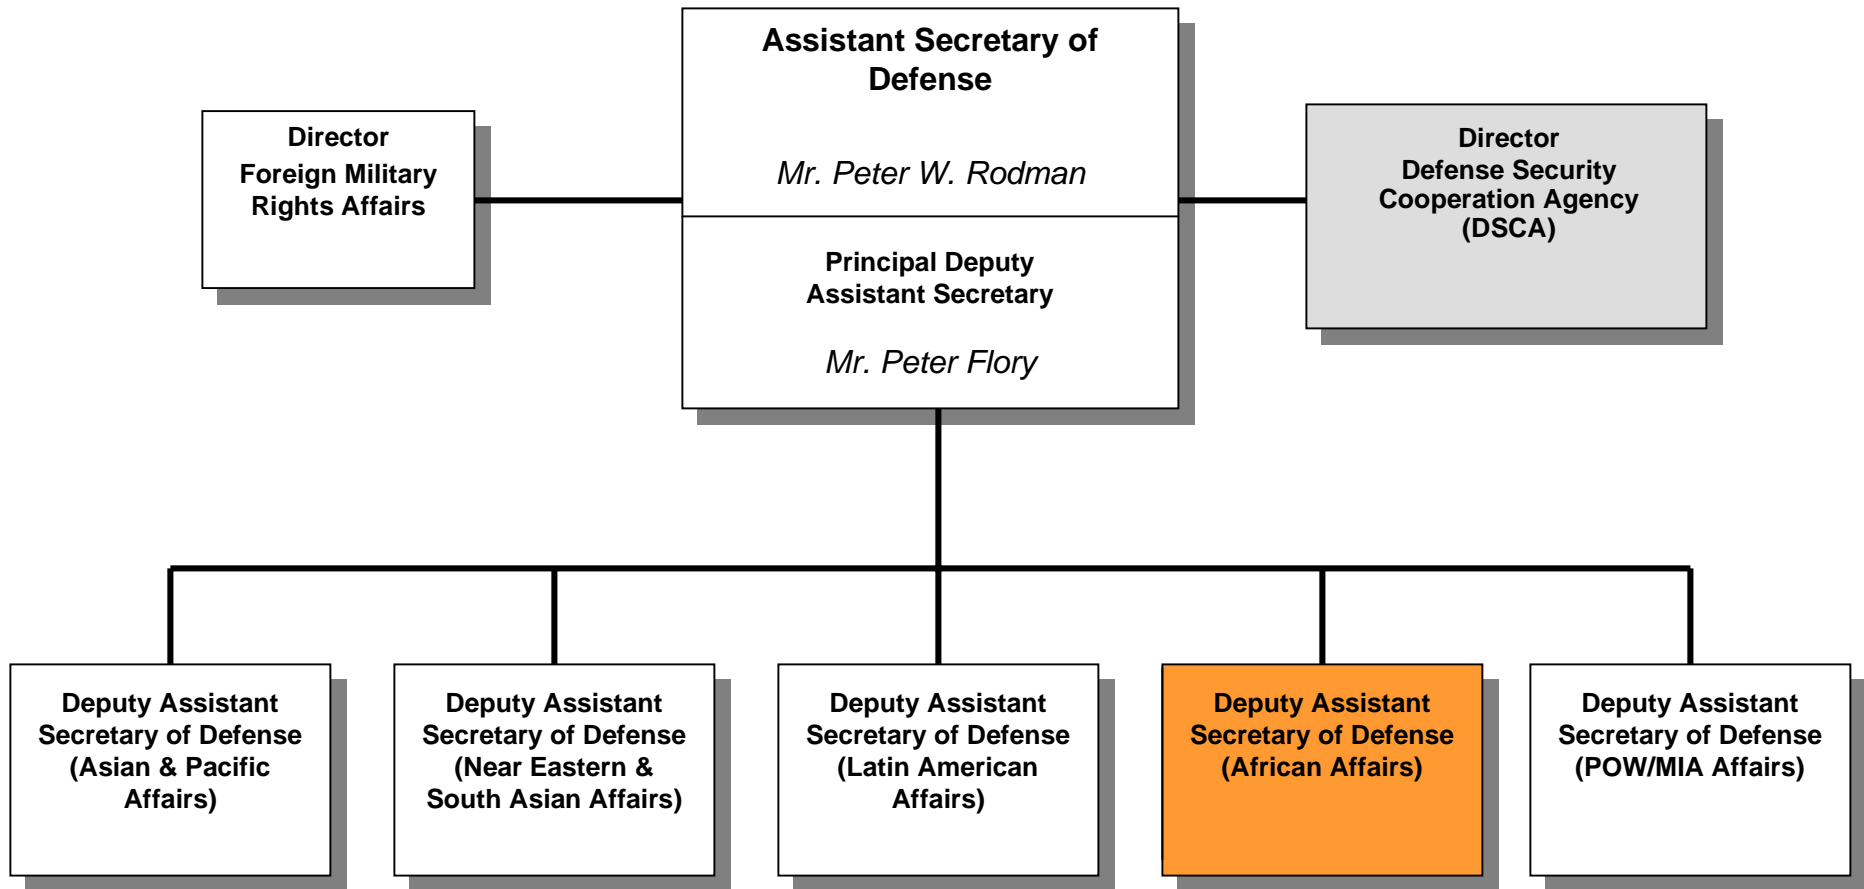 Assistant Secretary of
Defense
Mr. Peter W. Rodman
Principal Deputy
Assistant Secretary
Mr. Peter Flory
Director
Foreign Military
Rights Affairs
Director
Defense Security
Cooperation Agency
(DSCA)
Deputy Assistant
Secretary of Defense
(Asian & Pacific
Affairs)
Deputy Assistant
Secretary of Defense
(Near Eastern &
South Asian Affairs)
Deputy Assistant
Secretary of Defense
(Latin American
Affairs)
Deputy Assistant
Secretary of Defense
(African Affairs)
Deputy Assistant
Secretary of Defense
(POW/MIA Affairs)